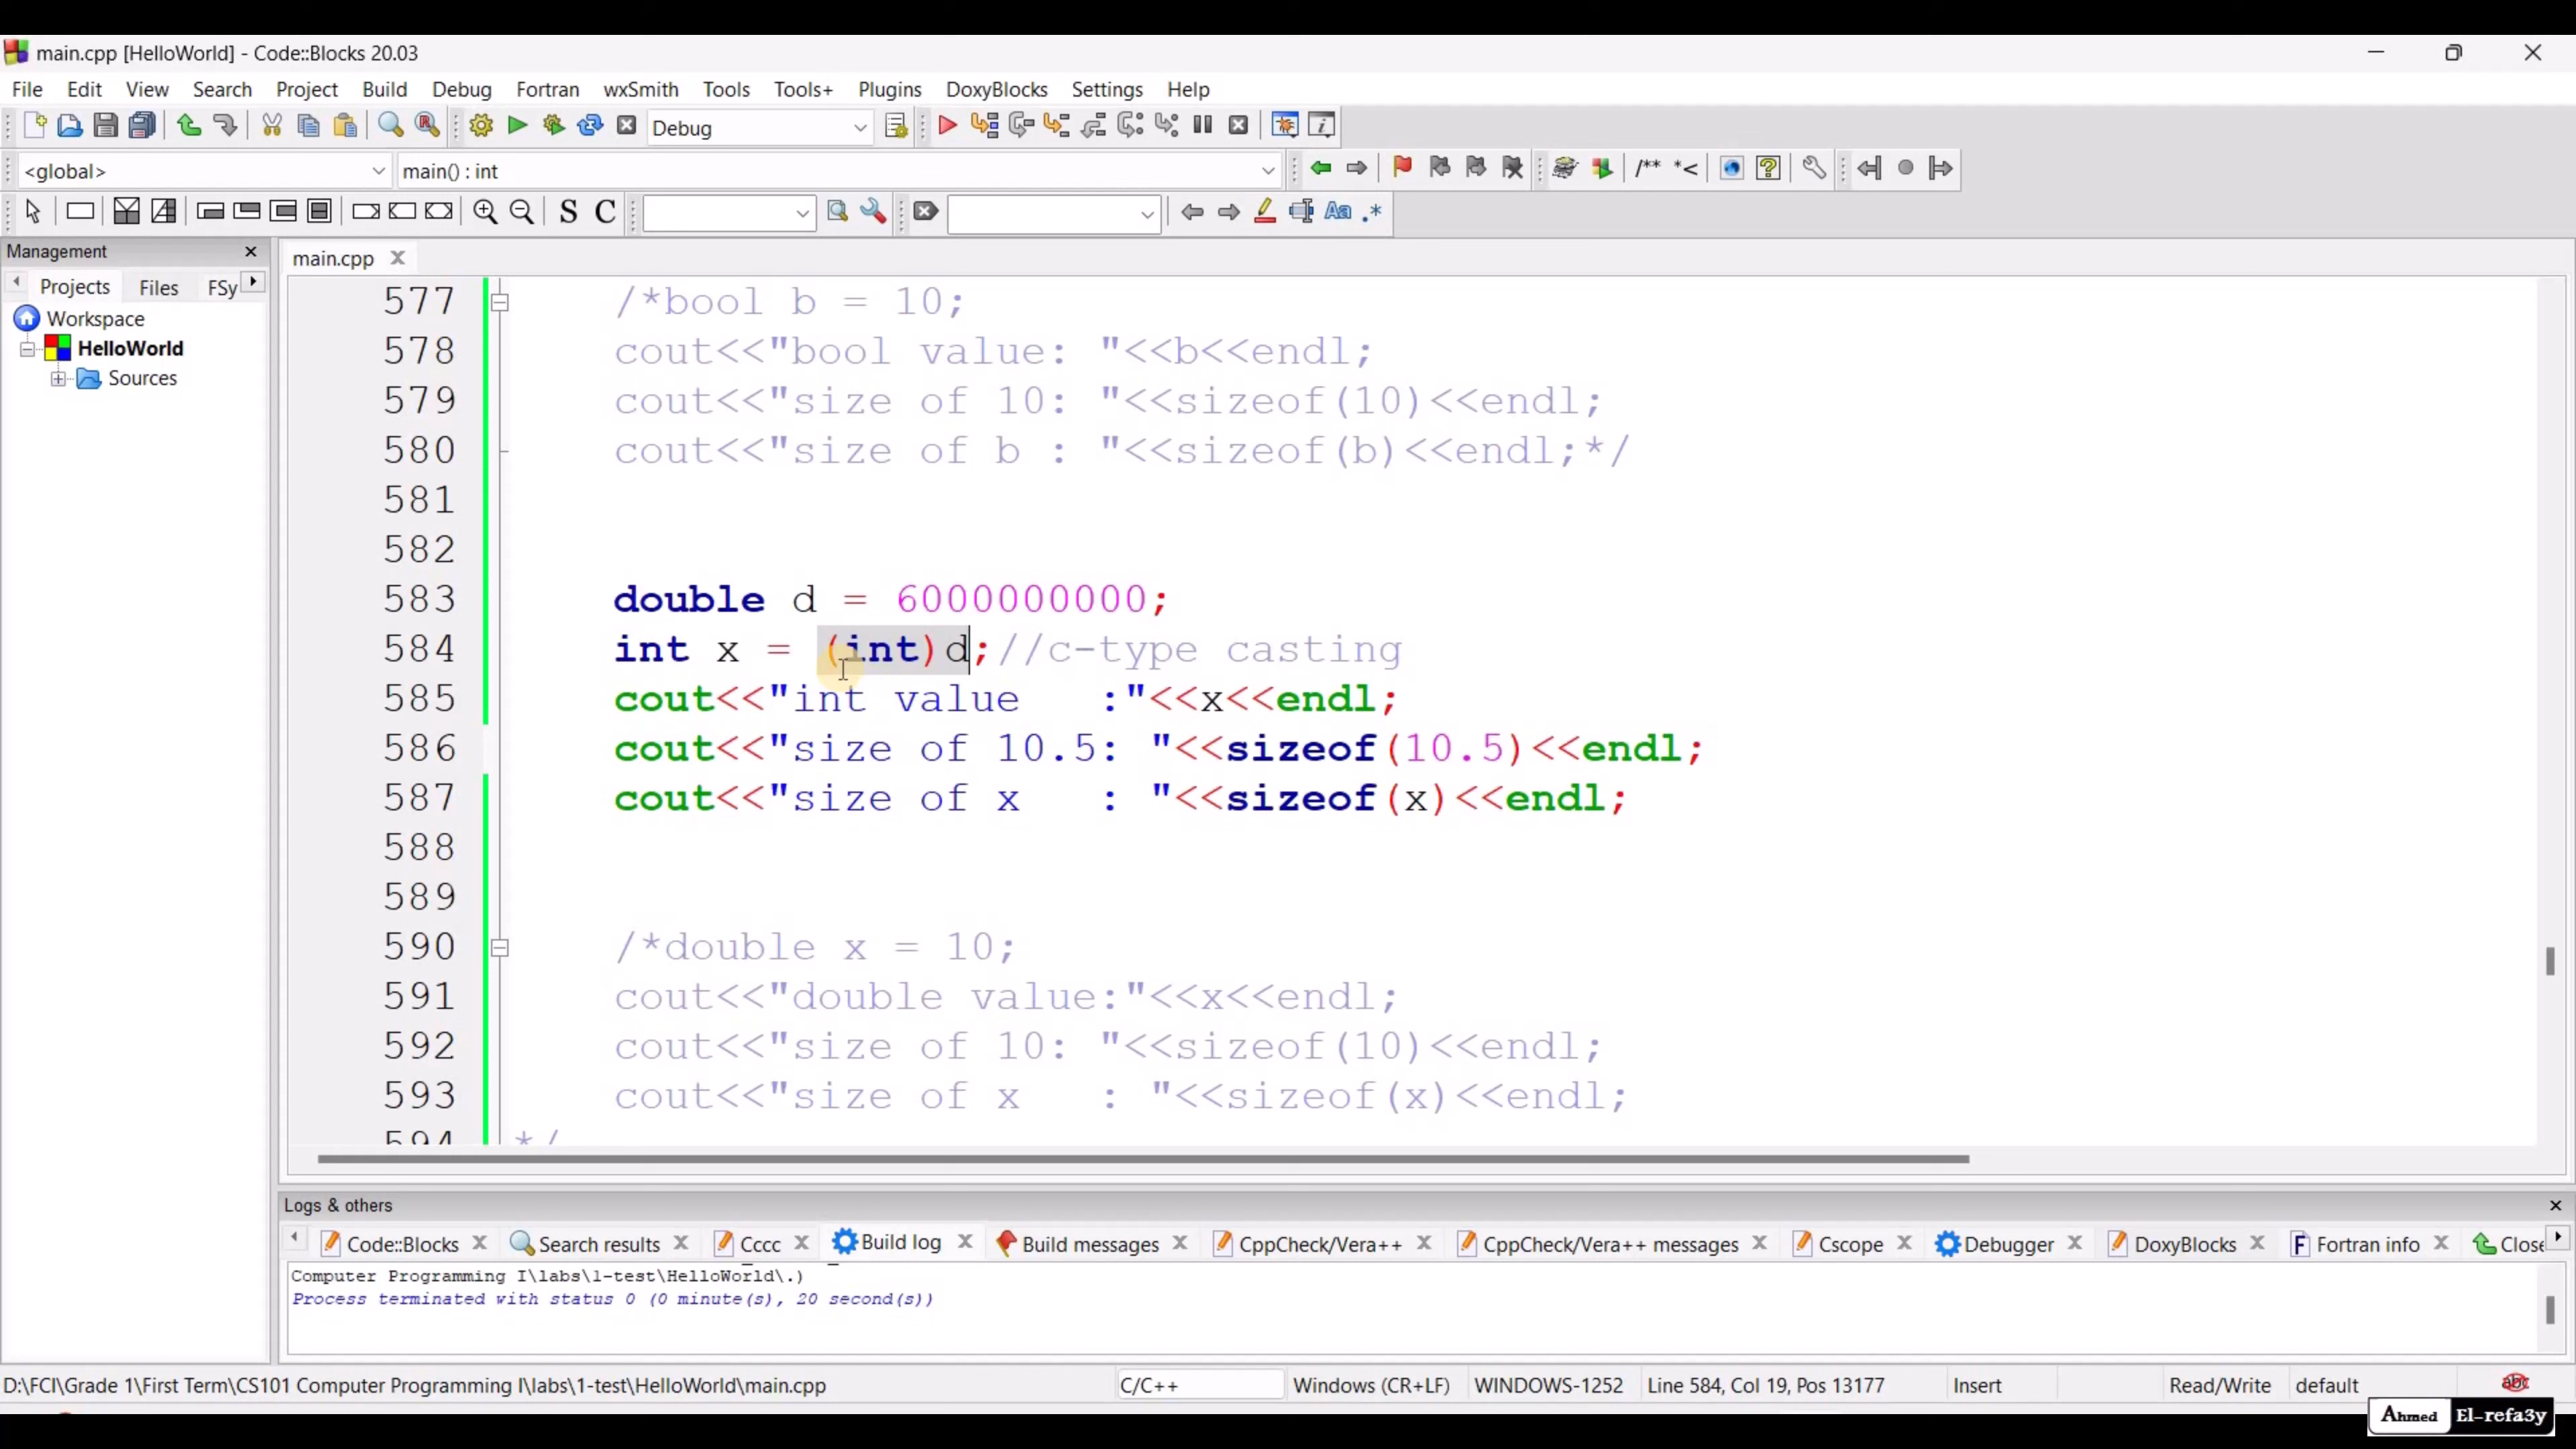 main.cpp [HelloWorld] - Code::Blocks 20.03
File Edit View Search Project Build Debug Fortran wxSmith Tools Tools+ Plugins DoxyBlocks Settings Help
Debug
<global> main() : int
/** *<
S C Aa .*
Management
main.cpp
Projects Files FSy
Workspace
HelloWorld
Sources
577 /*bool b = 10;
578 cout<<"bool value: "<<b<<endl;
579 cout<<"size of 10: "<<sizeof(10)<<endl;
580 cout<<"size of b : "<<sizeof(b)<<endl;*/
581
582
583 double d = 6000000000;
584 int x = (int)d;//c-type casting
585 cout<<"int value   :"<<x<<endl;
586 cout<<"size of 10.5: "<<sizeof(10.5)<<endl;
587 cout<<"size of x   : "<<sizeof(x)<<endl;
588
589
590 /*double x = 10;
591 cout<<"double value:"<<x<<endl;
592 cout<<"size of 10: "<<sizeof(10)<<endl;
593 cout<<"size of x   : "<<sizeof(x)<<endl;
594 */
Logs & others
Code::Blocks Search results Cccc Build log Build messages CppCheck/Vera++ CppCheck/Vera++ messages Cscope Debugger DoxyBlocks Fortran info Close
Computer Programming I\labs\1-test\HelloWorld\.)
Process terminated with status 0 (0 minute(s), 20 second(s))
D:\FCI\Grade 1\First Term\CS101 Computer Programming I\labs\1-test\HelloWorld\main.cpp C/C++ Windows (CR+LF) WINDOWS-1252 Line 584, Col 19, Pos 13177 Insert Read/Write default
Ahmed El-refa3y